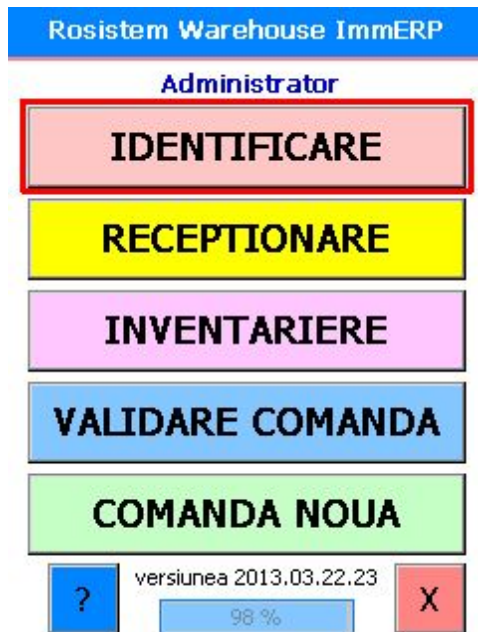 Rosistem Warehouse ImmERP
Administrator
IDENTIFICARE
RECEPTIONARE
INVENTARIERE
VALIDARE COMANDA
COMANDA NOUA
? versiunea 2013.03.22.23 X
98 %